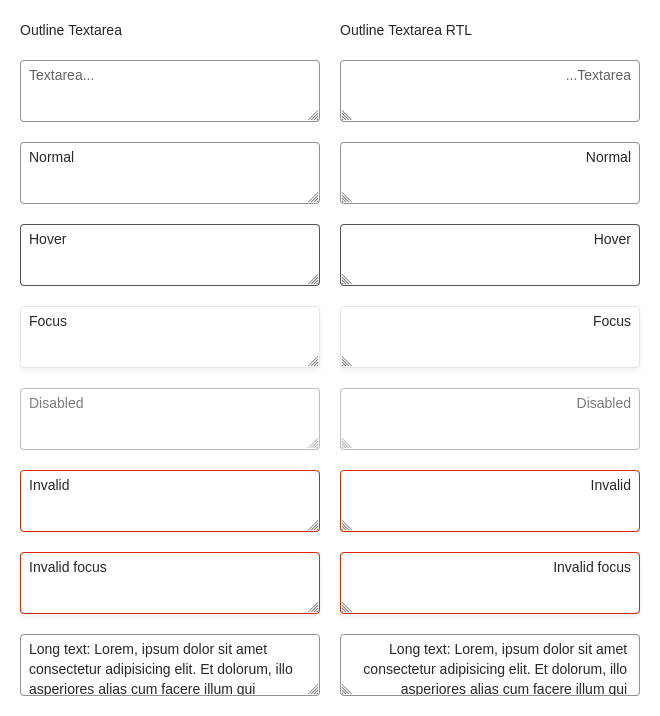 Outline Textarea
Outline Textarea RTL
Textarea...
...Textarea
Normal
Normal
Hover
Hover
Focus
Focus
Disabled
Disabled
Invalid
Invalid
Invalid focus
Invalid focus
Long text: Lorem, ipsum dolor sit amet
consectetur adipisicing elit. Et dolorum, illo
asperiores alias cum facere illum qui
Long text: Lorem, ipsum dolor sit amet
consectetur adipisicing elit. Et dolorum, illo
asperiores alias cum facere illum qui